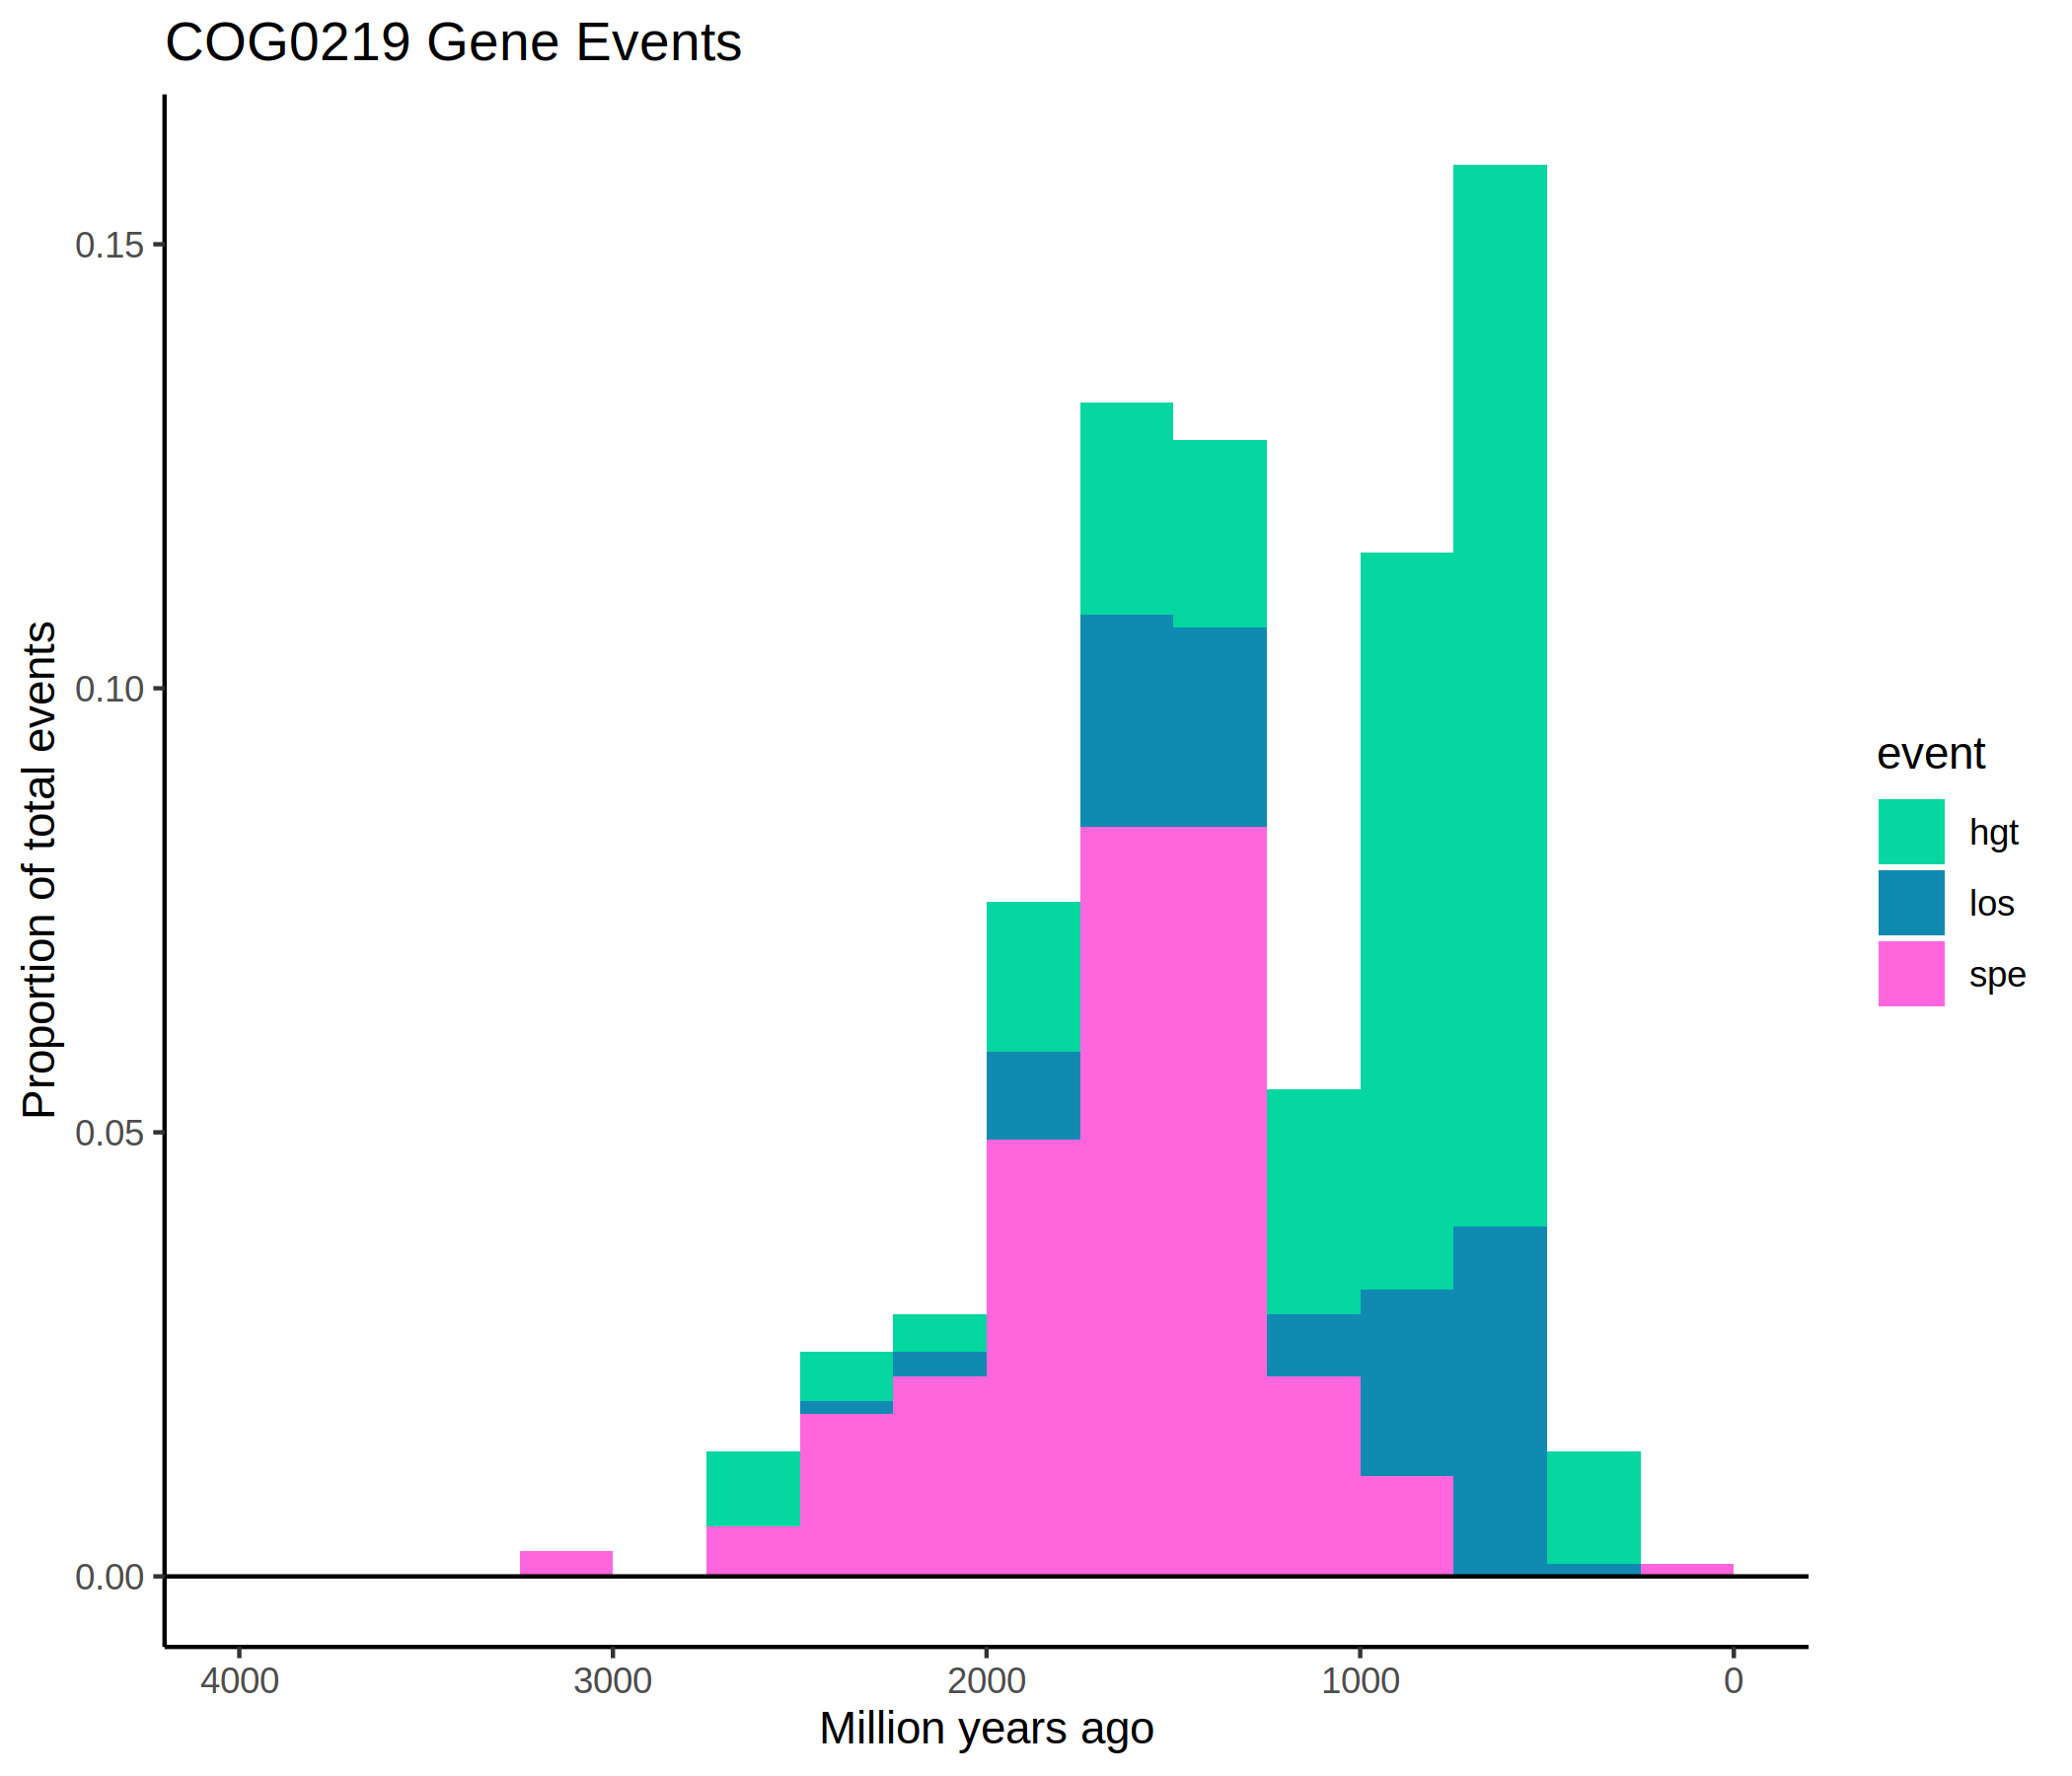 COG0219 Gene Events
Proportion of total events
0.15
0.10
0.05
0.00
4000 3000 2000 1000 0
Million years ago
event
hgt
los
spe